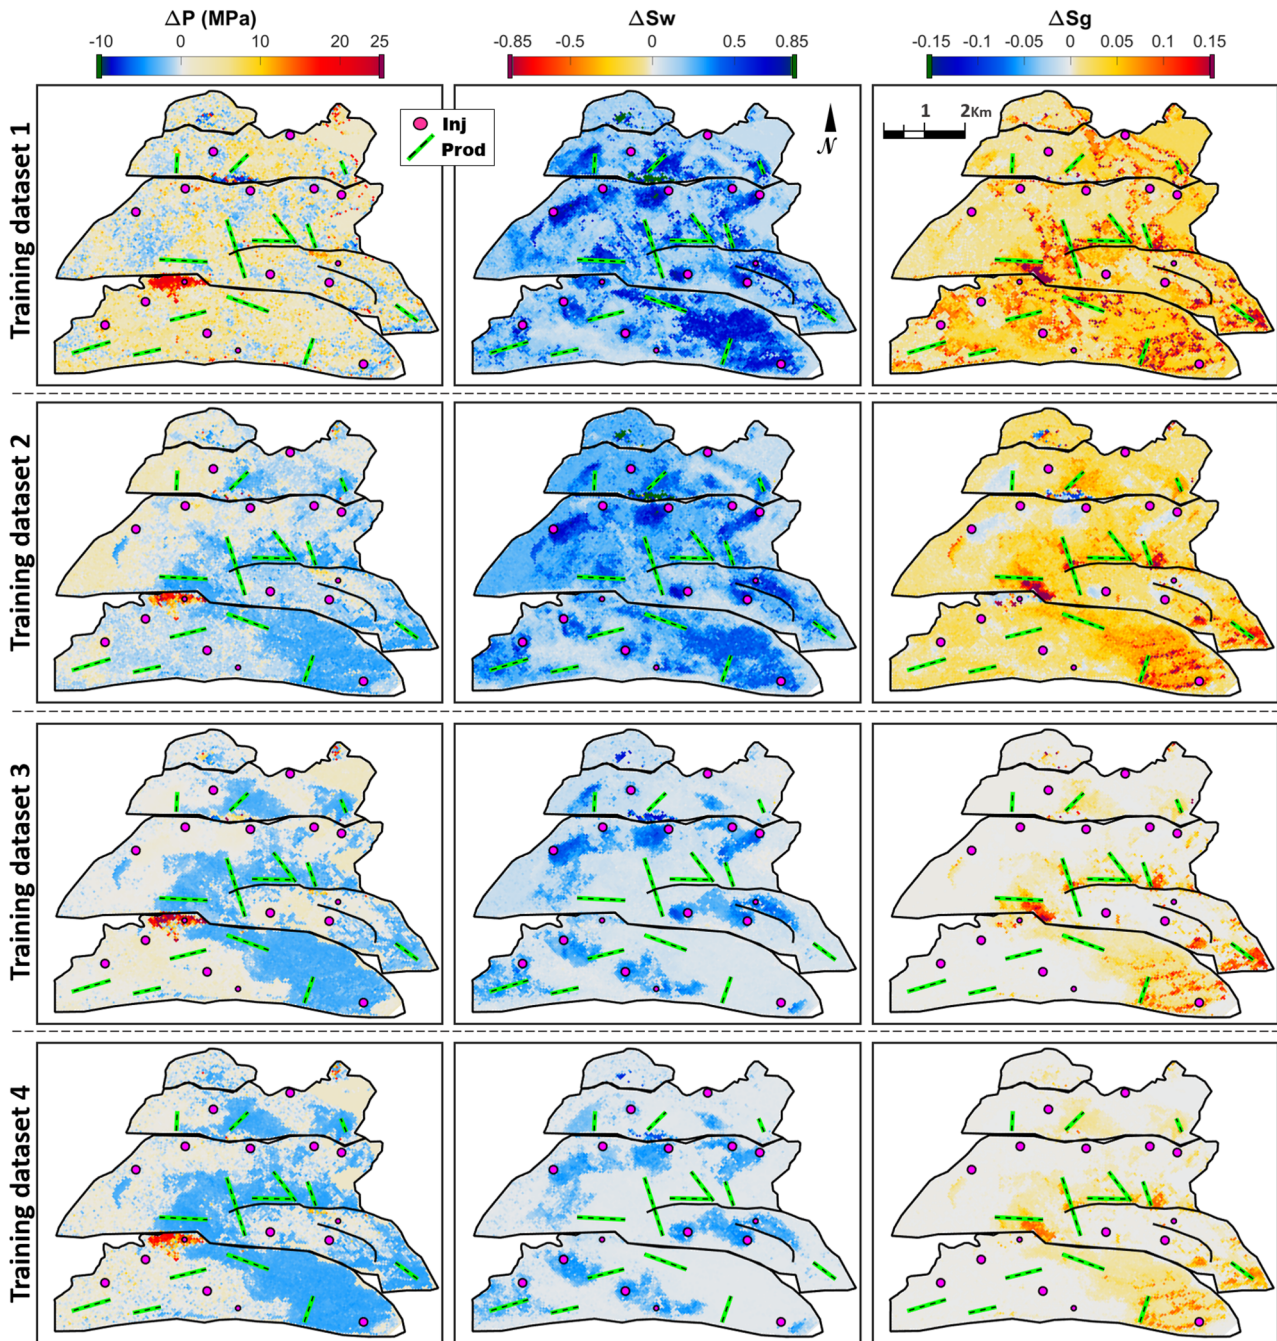 ΔP (MPa)
ΔSw
ΔSg
-10 0 10 20 25
-0.85 -0.5 0 0.5 0.85
-0.15 -0.1 -0.05 0 0.05 0.1 0.15
Training dataset 1
Inj
Prod
N
1 2Km
Training dataset 2
Training dataset 3
Training dataset 4